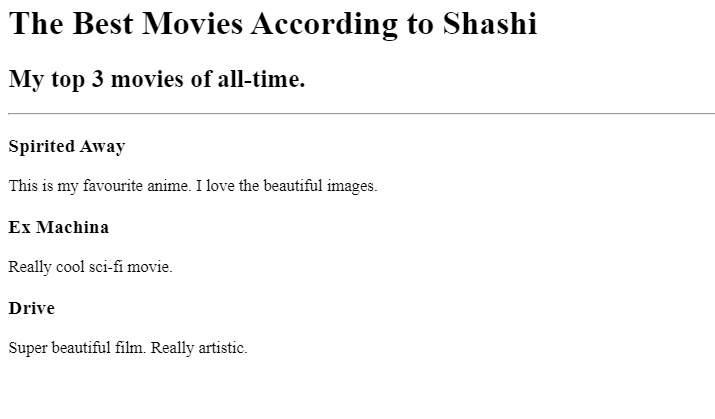 The Best Movies According to Shashi
My top 3 movies of all-time.
Spirited Away
This is my favourite anime. I love the beautiful images.
Ex Machina
Really cool sci-fi movie.
Drive
Super beautiful film. Really artistic.